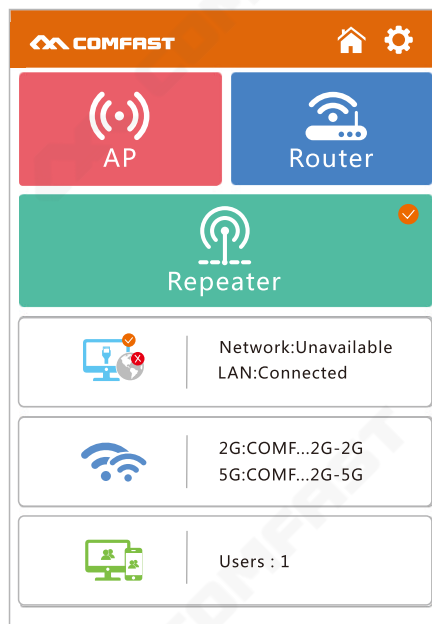 COMFAST
AP
Router
Repeater
Network:Unavailable
LAN:Connected
2G:COMF...2G-2G
5G:COMF...2G-5G
Users : 1